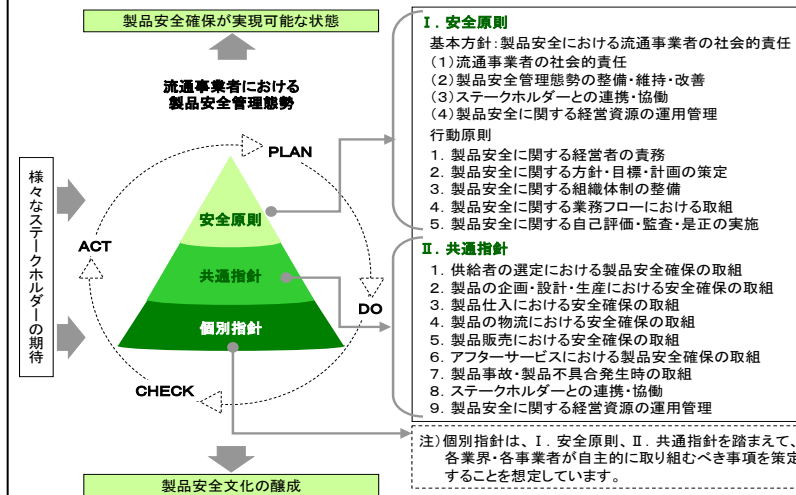 製品安全確保が実現可能な状態
流通事業者における
製品安全管理態勢
様々なステークホルダーの期待
PLAN
DO
CHECK
ACT
安全原則
共通指針
個別指針
製品安全文化の醸成
Ⅰ．安全原則
基本方針：製品安全における流通事業者の社会的責任
（1）流通事業者の社会的責任
（2）製品安全管理態勢の整備・維持・改善
（3）ステークホルダーとの連携・協働
（4）製品安全に関する経営資源の運用管理
行動原則
1．製品安全に関する経営者の責務
2．製品安全に関する方針・目標・計画の策定
3．製品安全に関する組織体制の整備
4．製品安全に関する業務フローにおける取組
5．製品安全に関する自己評価・監査・是正の実施
Ⅱ．共通指針
1．供給者の選定における製品安全確保の取組
2．製品の企画・設計・生産における安全確保の取組
3．製品仕入における安全確保の取組
4．製品の物流における安全確保の取組
5．製品販売における安全確保の取組
6．アフターサービスにおける製品安全確保の取組
7．製品事故・製品不具合発生時の取組
8．ステークホルダーとの連携・協働
9．製品安全に関する経営資源の運用管理
注）個別指針は、Ⅰ．安全原則、Ⅱ．共通指針を踏まえて、
各業界・各事業者が自主的に取り組むべき事項を策定
することを想定しています。